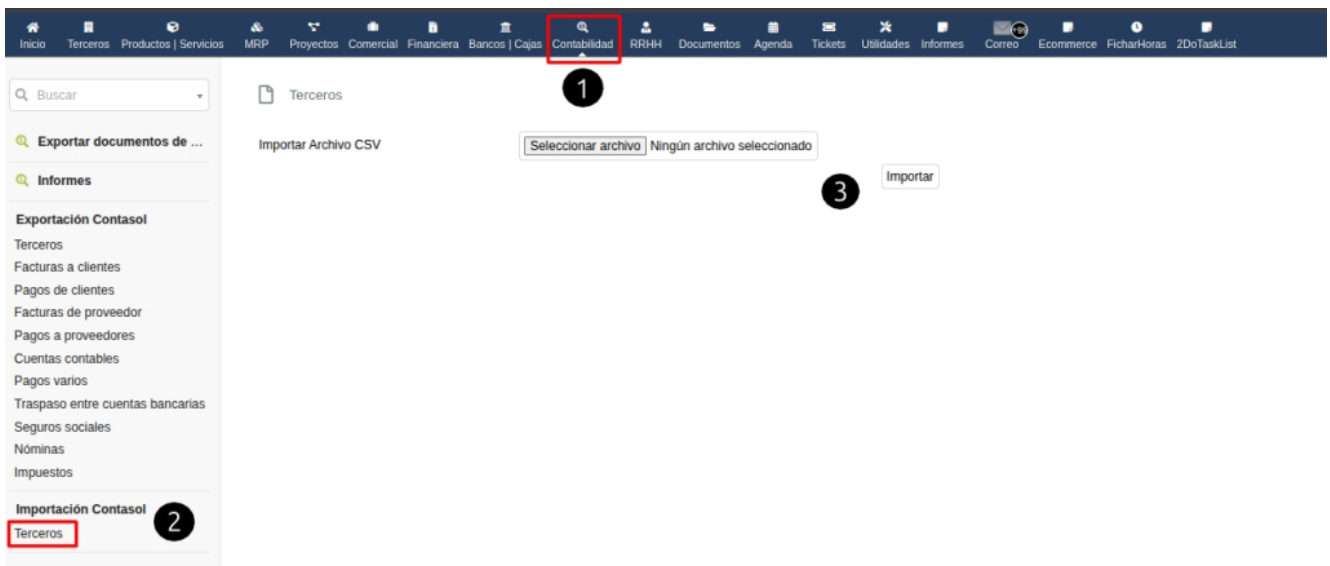 Inicio Terceros Productos | Servicios MRP Proyectos Comercial Financiera Bancos | Cajas Contabilidad RRHH Documentos Agenda Tickets Utilidades Informes Correo +99 Ecommerce FicharHoras 2DoTaskList
1
Buscar
Terceros
Exportar documentos de ...
Importar Archivo CSV Seleccionar archivo Ningún archivo seleccionado
Informes
3 Importar
Exportación Contasol
Terceros
Facturas a clientes
Pagos de clientes
Facturas de proveedor
Pagos a proveedores
Cuentas contables
Pagos varios
Traspaso entre cuentas bancarias
Seguros sociales
Nóminas
Impuestos
Importación Contasol
2
Terceros